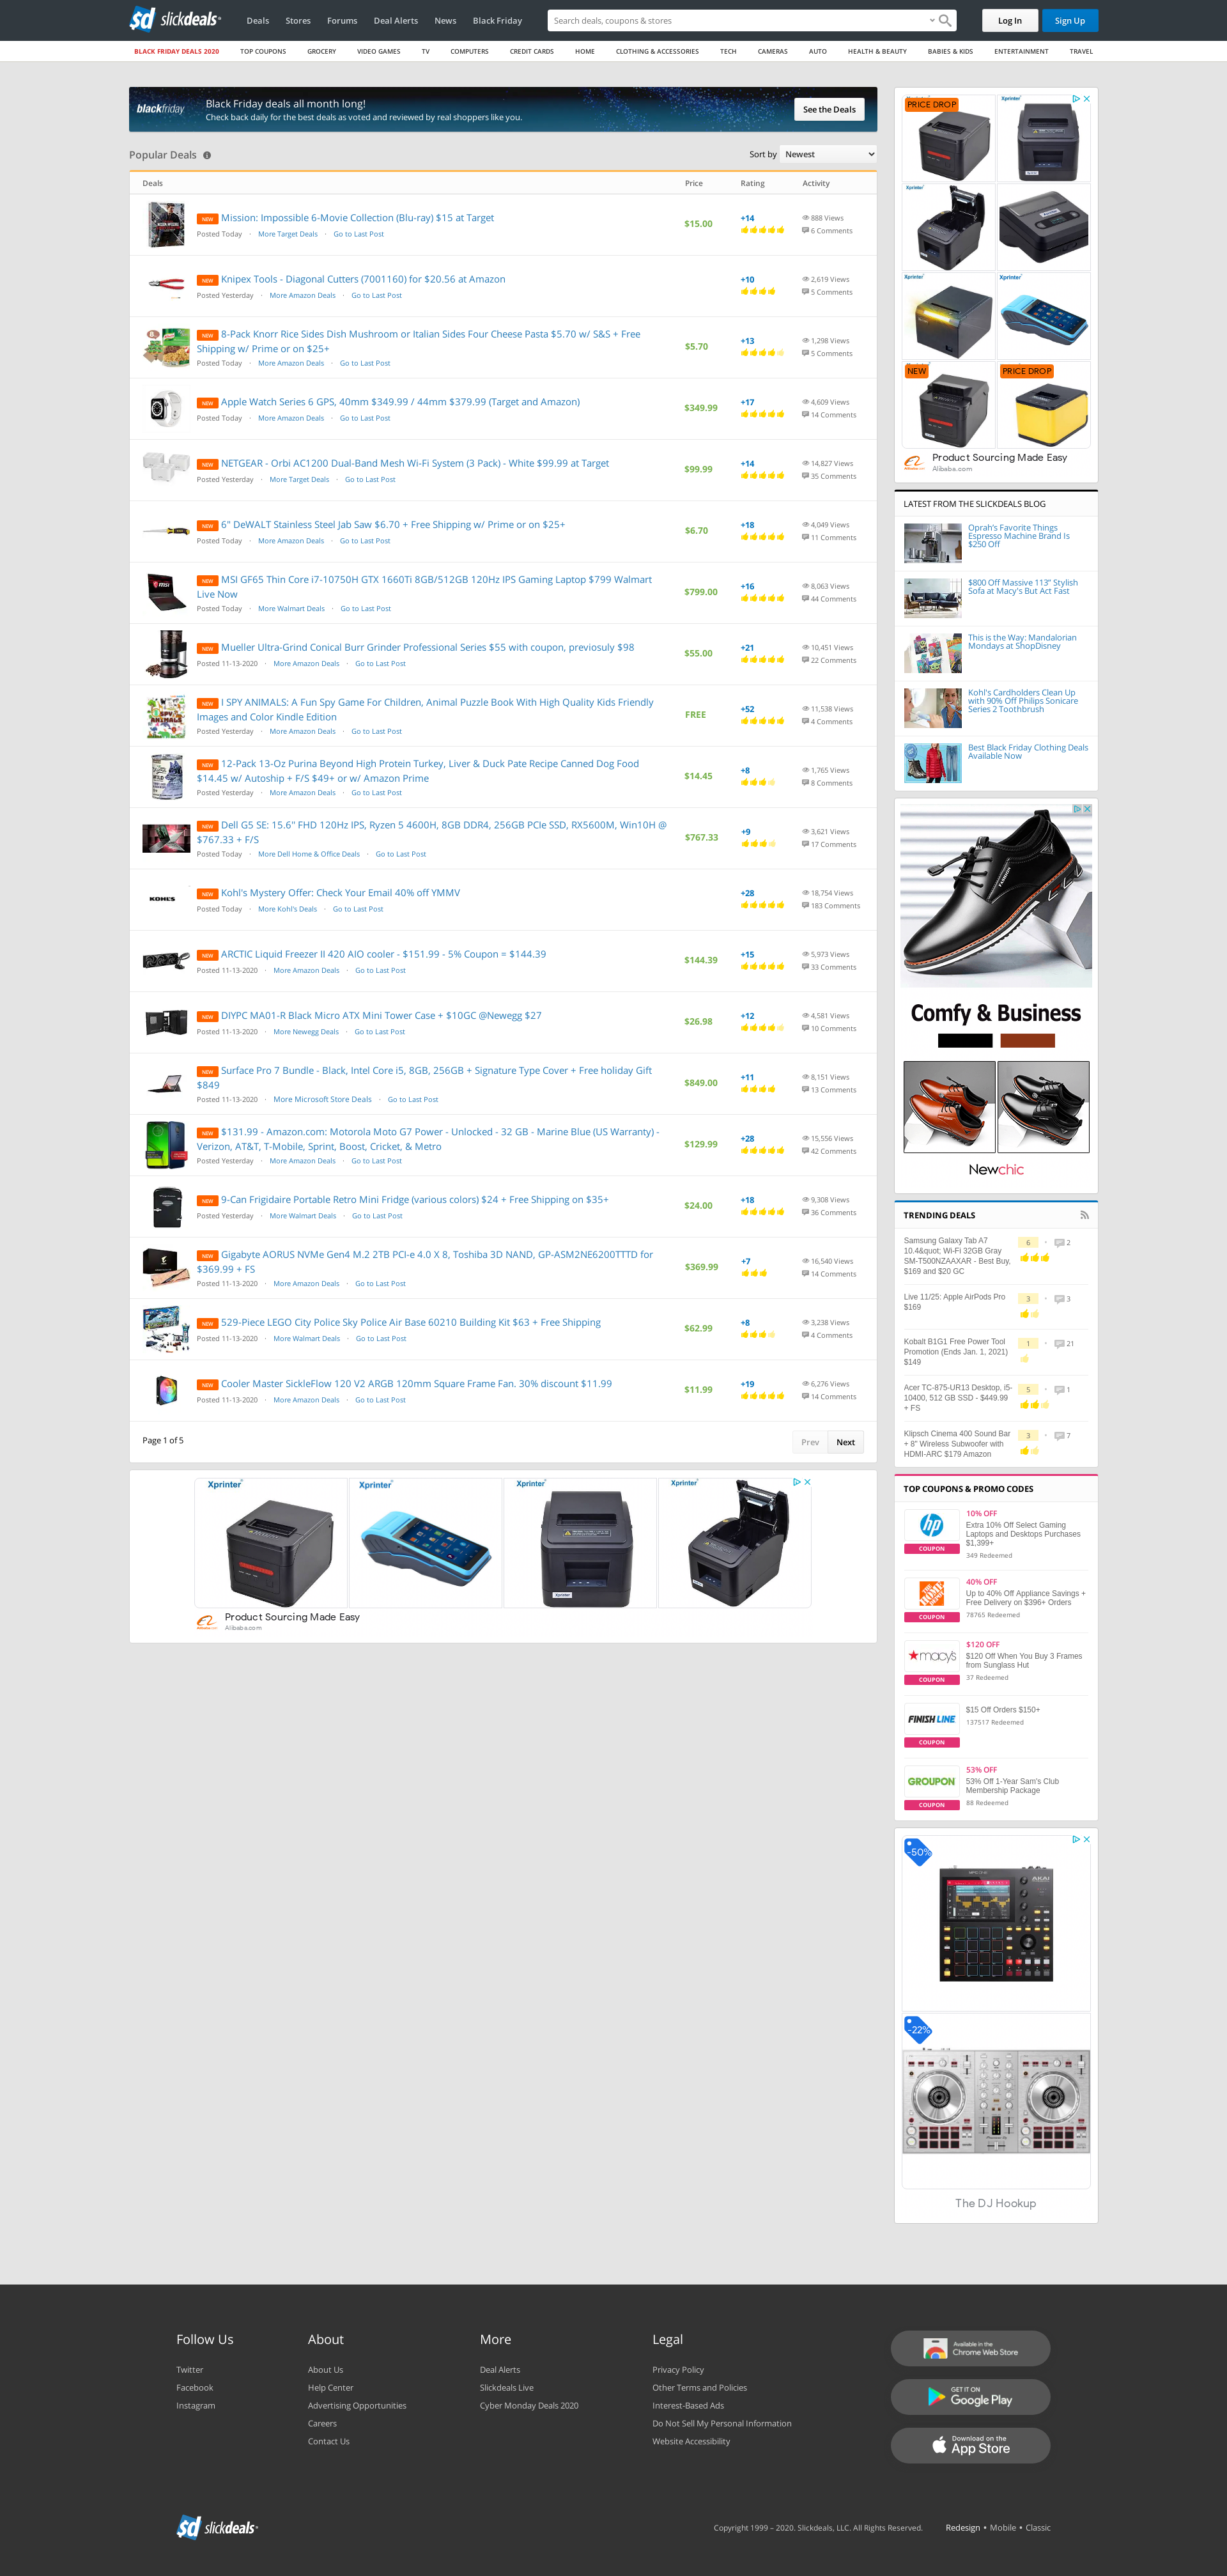 slickdeals
Deals
Stores
Forums
Deal Alerts
News
Black Friday
Search deals, coupons & stores
Log In
Sign Up
BLACK FRIDAY DEALS 2020
TOP COUPONS
GROCERY
VIDEO GAMES
TV
COMPUTERS
CREDIT CARDS
HOME
CLOTHING & ACCESSORIES
TECH
CAMERAS
AUTO
HEALTH & BEAUTY
BABIES & KIDS
ENTERTAINMENT
TRAVEL
blackfriday
Black Friday deals all month long!
Check back daily for the best deals as voted and reviewed by real shoppers like you.
See the Deals
Popular Deals
Sort by Newest
Deals Price Rating Activity
NEW Mission: Impossible 6-Movie Collection (Blu-ray) $15 at Target
Posted Today · More Target Deals · Go to Last Post
$15.00
+14
888 Views
6 Comments
NEW Knipex Tools - Diagonal Cutters (7001160) for $20.56 at Amazon
Posted Yesterday · More Amazon Deals · Go to Last Post
+10
2,619 Views
5 Comments
NEW 8-Pack Knorr Rice Sides Dish Mushroom or Italian Sides Four Cheese Pasta $5.70 w/ S&S + Free
Shipping w/ Prime or on $25+
Posted Today · More Amazon Deals · Go to Last Post
$5.70
+13
1,298 Views
5 Comments
NEW Apple Watch Series 6 GPS, 40mm $349.99 / 44mm $379.99 (Target and Amazon)
Posted Today · More Amazon Deals · Go to Last Post
$349.99
+17
4,609 Views
14 Comments
NEW NETGEAR - Orbi AC1200 Dual-Band Mesh Wi-Fi System (3 Pack) - White $99.99 at Target
Posted Yesterday · More Target Deals · Go to Last Post
$99.99
+14
14,827 Views
35 Comments
NEW 6" DeWALT Stainless Steel Jab Saw $6.70 + Free Shipping w/ Prime or on $25+
Posted Today · More Amazon Deals · Go to Last Post
$6.70
+18
4,049 Views
11 Comments
NEW MSI GF65 Thin Core i7-10750H GTX 1660Ti 8GB/512GB 120Hz IPS Gaming Laptop $799 Walmart
Live Now
Posted Today · More Walmart Deals · Go to Last Post
$799.00
+16
8,063 Views
44 Comments
NEW Mueller Ultra-Grind Conical Burr Grinder Professional Series $55 with coupon, previosuly $98
Posted 11-13-2020 · More Amazon Deals · Go to Last Post
$55.00
+21
10,451 Views
22 Comments
NEW I SPY ANIMALS: A Fun Spy Game For Children, Animal Puzzle Book With High Quality Kids Friendly
Images and Color Kindle Edition
Posted Yesterday · More Amazon Deals · Go to Last Post
FREE
+52
11,538 Views
4 Comments
NEW 12-Pack 13-Oz Purina Beyond High Protein Turkey, Liver & Duck Pate Recipe Canned Dog Food
$14.45 w/ Autoship + F/S $49+ or w/ Amazon Prime
Posted Yesterday · More Amazon Deals · Go to Last Post
$14.45
+8
1,765 Views
8 Comments
NEW Dell G5 SE: 15.6'' FHD 120Hz IPS, Ryzen 5 4600H, 8GB DDR4, 256GB PCIe SSD, RX5600M, Win10H @
$767.33 + F/S
Posted Today · More Dell Home & Office Deals · Go to Last Post
$767.33
+9
3,621 Views
17 Comments
KOHL'S
NEW Kohl's Mystery Offer: Check Your Email 40% off YMMV
Posted Today · More Kohl's Deals · Go to Last Post
+28
18,754 Views
183 Comments
NEW ARCTIC Liquid Freezer II 420 AIO cooler - $151.99 - 5% Coupon = $144.39
Posted 11-13-2020 · More Amazon Deals · Go to Last Post
$144.39
+15
5,973 Views
33 Comments
NEW DIYPC MA01-R Black Micro ATX Mini Tower Case + $10GC @Newegg $27
Posted 11-13-2020 · More Newegg Deals · Go to Last Post
$26.98
+12
4,581 Views
10 Comments
NEW Surface Pro 7 Bundle - Black, Intel Core i5, 8GB, 256GB + Signature Type Cover + Free holiday Gift
$849
Posted 11-13-2020 · More Microsoft Store Deals · Go to Last Post
$849.00
+11
8,151 Views
13 Comments
NEW $131.99 - Amazon.com: Motorola Moto G7 Power - Unlocked - 32 GB - Marine Blue (US Warranty) -
Verizon, AT&T, T-Mobile, Sprint, Boost, Cricket, & Metro
Posted Yesterday · More Amazon Deals · Go to Last Post
$129.99
+28
15,556 Views
42 Comments
NEW 9-Can Frigidaire Portable Retro Mini Fridge (various colors) $24 + Free Shipping on $35+
Posted Yesterday · More Walmart Deals · Go to Last Post
$24.00
+18
9,308 Views
36 Comments
NEW Gigabyte AORUS NVMe Gen4 M.2 2TB PCI-e 4.0 X 8, Toshiba 3D NAND, GP-ASM2NE6200TTTD for
$369.99 + FS
Posted 11-13-2020 · More Amazon Deals · Go to Last Post
$369.99
+7
16,540 Views
14 Comments
NEW 529-Piece LEGO City Police Sky Police Air Base 60210 Building Kit $63 + Free Shipping
Posted 11-13-2020 · More Walmart Deals · Go to Last Post
$62.99
+8
3,238 Views
4 Comments
NEW Cooler Master SickleFlow 120 V2 ARGB 120mm Square Frame Fan. 30% discount $11.99
Posted 11-13-2020 · More Amazon Deals · Go to Last Post
$11.99
+19
6,276 Views
14 Comments
Page 1 of 5
Prev
Next
Xprinter
Xprinter
Xprinter
Xprinter
Product Sourcing Made Easy
Alibaba.com
PRICE DROP
Xprinter
Xprinter
Xprinter
Xprinter
NEW
PRICE DROP
Product Sourcing Made Easy
Alibaba.com
LATEST FROM THE SLICKDEALS BLOG
Oprah's Favorite Things
Espresso Machine Brand Is
$250 Off
$800 Off Massive 113" Stylish
Sofa at Macy's But Act Fast
This is the Way: Mandalorian
Mondays at ShopDisney
Kohl's Cardholders Clean Up
with 90% Off Philips Sonicare
Series 2 Toothbrush
Best Black Friday Clothing Deals
Available Now
FASHION
Comfy & Business
Newchic
TRENDING DEALS
Samsung Galaxy Tab A7
10.4&quot; Wi-Fi 32GB Gray
SM-T500NZAAXAR - Best Buy,
$169 and $20 GC
6 · 2
Live 11/25: Apple AirPods Pro
$169
3 · 3
Kobalt B1G1 Free Power Tool
Promotion (Ends Jan. 1, 2021)
$149
1 · 21
Acer TC-875-UR13 Desktop, i5-
10400, 512 GB SSD - $449.99
+ FS
5 · 1
Klipsch Cinema 400 Sound Bar
+ 8" Wireless Subwoofer with
HDMI-ARC $179 Amazon
3 · 7
TOP COUPONS & PROMO CODES
hp
COUPON
10% OFF
Extra 10% Off Select Gaming
Laptops and Desktops Purchases
$1,399+
349 Redeemed
COUPON
40% OFF
Up to 40% Off Appliance Savings +
Free Delivery on $396+ Orders
78765 Redeemed
macy's
COUPON
$120 OFF
$120 Off When You Buy 3 Frames
from Sunglass Hut
37 Redeemed
FINISH LINE
COUPON
$15 Off Orders $150+
137517 Redeemed
GROUPON
COUPON
53% OFF
53% Off 1-Year Sam's Club
Membership Package
88 Redeemed
-50%
AKAI
-22%
The DJ Hookup
Follow Us
Twitter
Facebook
Instagram
About
About Us
Help Center
Advertising Opportunities
Careers
Contact Us
More
Deal Alerts
Slickdeals Live
Cyber Monday Deals 2020
Legal
Privacy Policy
Other Terms and Policies
Interest-Based Ads
Do Not Sell My Personal Information
Website Accessibility
Available in the
Chrome Web Store
GET IT ON
Google Play
Download on the
App Store
slickdeals
Copyright 1999 – 2020. Slickdeals, LLC. All Rights Reserved.
Redesign • Mobile • Classic